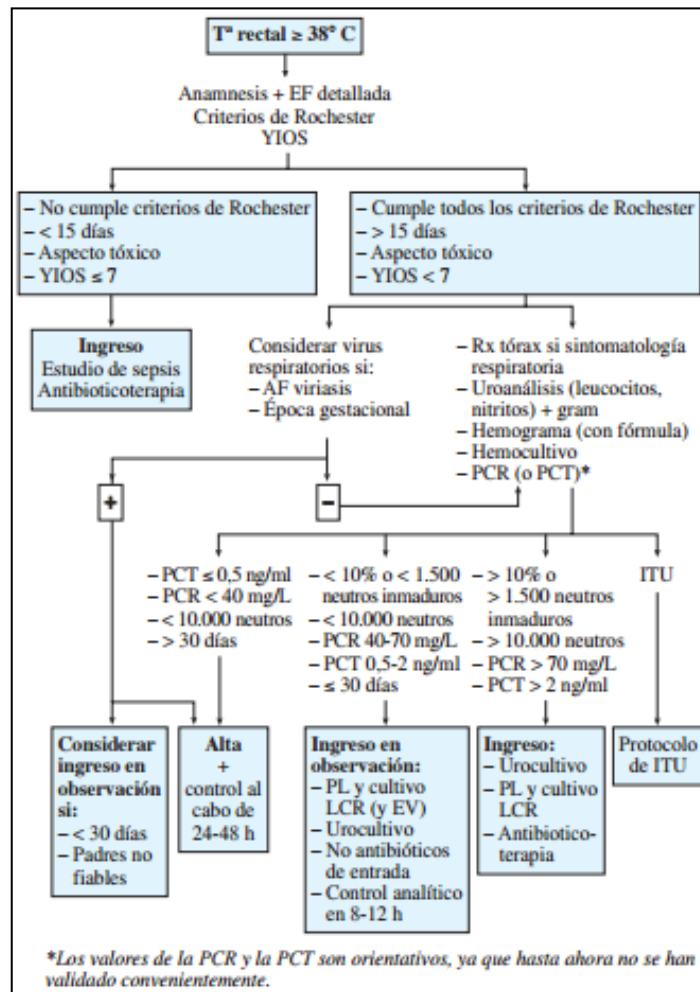 Tª rectal ≥ 38° C
Anamnesis + EF detallada
Criterios de Rochester
YIOS
– No cumple criterios de Rochester
– < 15 días
– Aspecto tóxico
– YIOS ≤ 7
– Cumple todos los criterios de Rochester
– > 15 días
– Aspecto tóxico
– YIOS < 7
Ingreso
Estudio de sepsis
Antibioticoterapia
Considerar virus
respiratorios si:
– AF viriasis
– Época gestacional
– Rx tórax si sintomatología
respiratoria
– Uroanálisis (leucocitos,
nitritos) + gram
– Hemograma (con fórmula)
– Hemocultivo
– PCR (o PCT)*
+
–
– PCT ≤ 0,5 ng/ml
– PCR < 40 mg/L
– < 10.000 neutros
– > 30 días
– < 10% o < 1.500
neutros inmaduros
– < 10.000 neutros
– PCR 40-70 mg/L
– PCT 0,5-2 ng/ml
– ≤ 30 días
– > 10% o
> 1.500 neutros
inmaduros
– > 10.000 neutros
– PCR > 70 mg/L
– PCT > 2 ng/ml
ITU
Considerar
ingreso en
observación
si:
– < 30 días
– Padres no
fiables
Alta
+
control al
cabo de
24-48 h
Ingreso en
observación:
– PL y cultivo
LCR (y EV)
– Urocultivo
– No antibióticos
de entrada
– Control analítico
en 8-12 h
Ingreso:
– Urocultivo
– PL y cultivo
LCR
– Antibiotico-
terapia
Protocolo
de ITU
*Los valores de la PCR y la PCT son orientativos, ya que hasta ahora no se han
validado convenientemente.